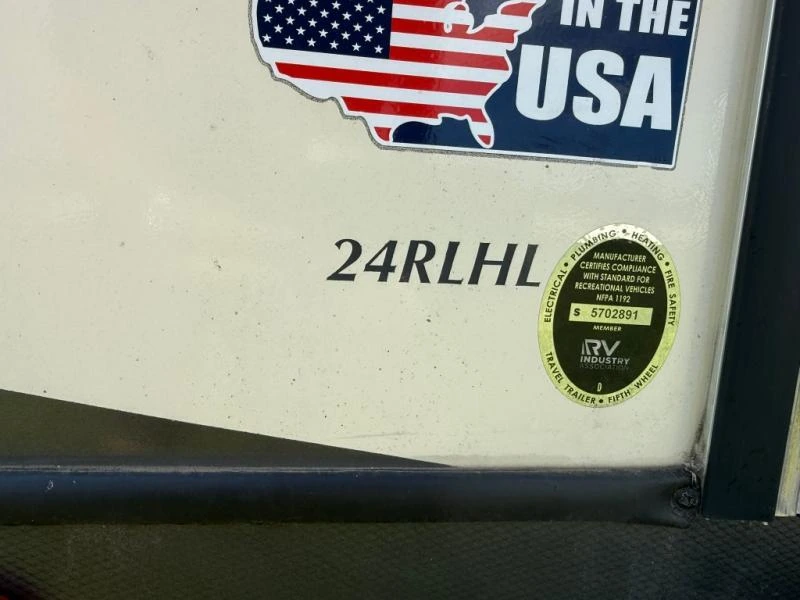 IN THE
USA
24RLHL
ELECTRICAL • PLUMBING • HEATING • FIRE SAFETY
MANUFACTURER
CERTIFIES COMPLIANCE
WITH STANDARD FOR
RECREATIONAL VEHICLES
NFPA 1192
S 5702891
MEMBER
RV
INDUSTRY
ASSOCIATION
D
TRAVEL TRAILER • FIFTH WHEEL